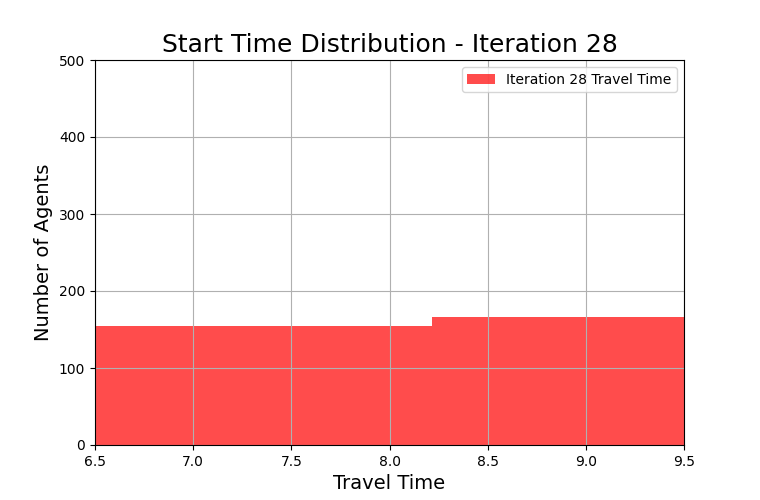 Start Time Distribution - Iteration 28
Iteration 28 Travel Time
Number of Agents
500
400
300
200
100
0
6.5 7.0 7.5 8.0 8.5 9.0 9.5
Travel Time